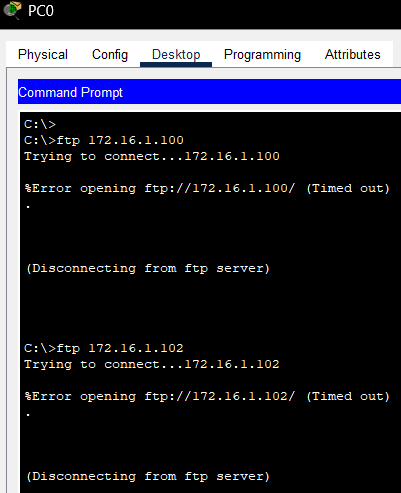 PC0
Physical Config Desktop Programming Attributes
Command Prompt
C:\>
C:\>ftp 172.16.1.100
Trying to connect...172.16.1.100
%Error opening ftp://172.16.1.100/ (Timed out)
.
(Disconnecting from ftp server)
C:\>ftp 172.16.1.102
Trying to connect...172.16.1.102
%Error opening ftp://172.16.1.102/ (Timed out)
.
(Disconnecting from ftp server)